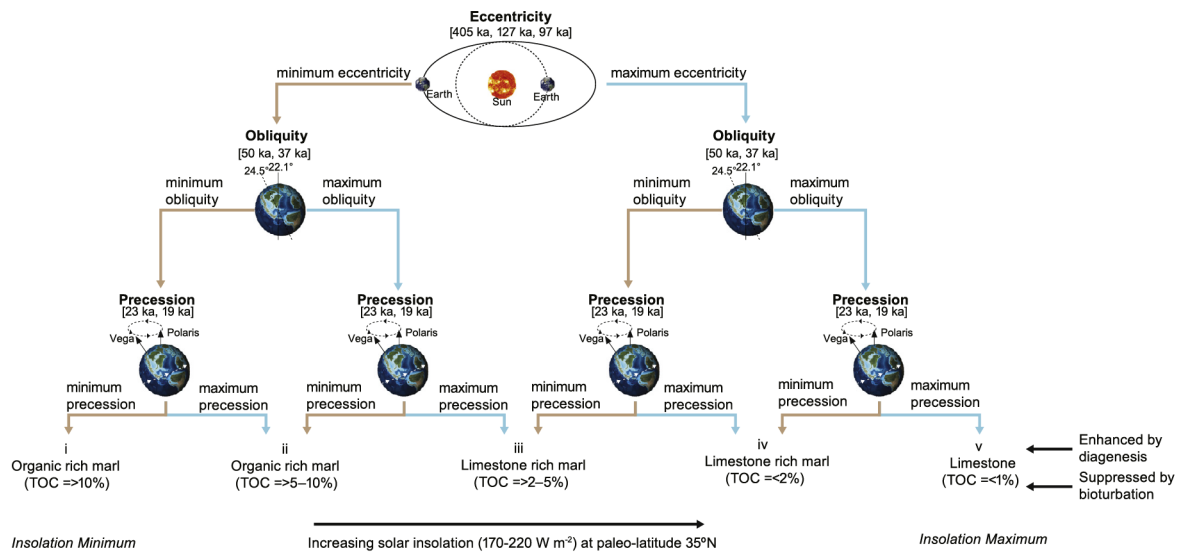 Eccentricity
[405 ka, 127 ka, 97 ka]
minimum eccentricity
maximum eccentricity
Earth
Sun
Earth
Obliquity
[50 ka, 37 ka]
24.5° 22.1°
minimum
obliquity
maximum
obliquity
Obliquity
[50 ka, 37 ka]
24.5° 22.1°
minimum
obliquity
maximum
obliquity
Precession
[23 ka, 19 ka]
Vega
Polaris
minimum
precession
maximum
precession
Precession
[23 ka, 19 ka]
Vega
Polaris
minimum
precession
maximum
precession
Precession
[23 ka, 19 ka]
Vega
Polaris
minimum
precession
maximum
precession
Precession
[23 ka, 19 ka]
Vega
Polaris
minimum
precession
maximum
precession
i
Organic rich marl
(TOC =>10%)
ii
Organic rich marl
(TOC =>5–10%)
iii
Limestone rich marl
(TOC =>2–5%)
iv
Limestone rich marl
(TOC =<2%)
v
Limestone
(TOC =<1%)
Enhanced by
diagenesis
Suppressed by
bioturbation
Insolation Minimum
Increasing solar insolation (170-220 W m⁻²) at paleo-latitude 35ºN
Insolation Maximum